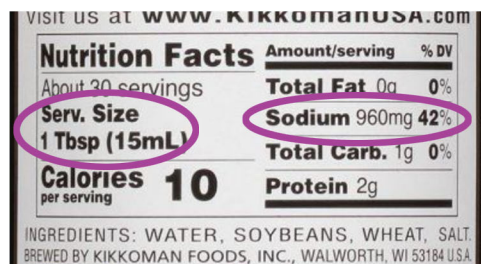 Visit us at www.KikkomanUSA.com
Nutrition Facts
About 30 servings
Serv. Size
1 Tbsp (15mL)
Calories 10
per serving
Amount/serving % DV
Total Fat 0g 0%
Sodium 960mg 42%
Total Carb. 1g 0%
Protein 2g
INGREDIENTS: WATER, SOYBEANS, WHEAT, SALT.
BREWED BY KIKKOMAN FOODS, INC., WALWORTH, WI 53184 U.S.A.